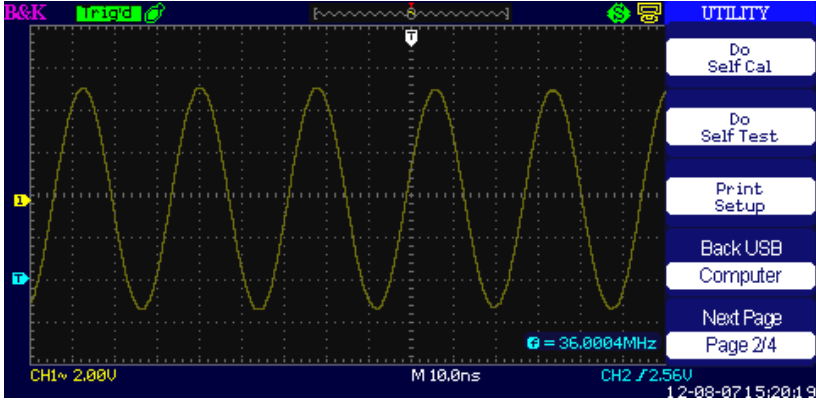 B&K Trig'd S UTILITY
T
Do
Self Cal
Do
Self Test
Print
Setup
1
Back USB
Computer
T
Next Page
f = 36.0004MHz
Page 2/4
CH1~ 2.00V M 10.0ns CH2 / 2.56V
12-08-07 15:20:19